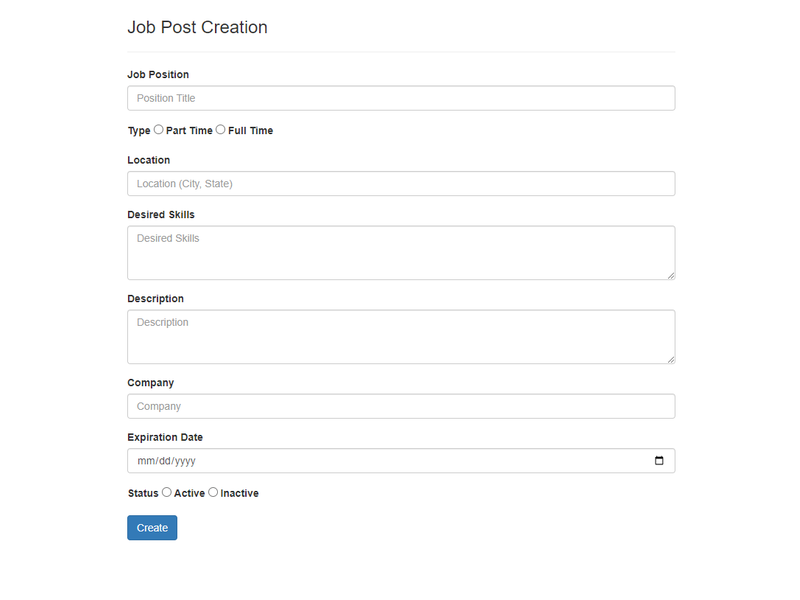 Job Post Creation
Job Position
Position Title
Type Part Time Full Time
Location
Location (City, State)
Desired Skills
Desired Skills
Description
Description
Company
Company
Expiration Date
mm/dd/yyyy
Status Active Inactive
Create